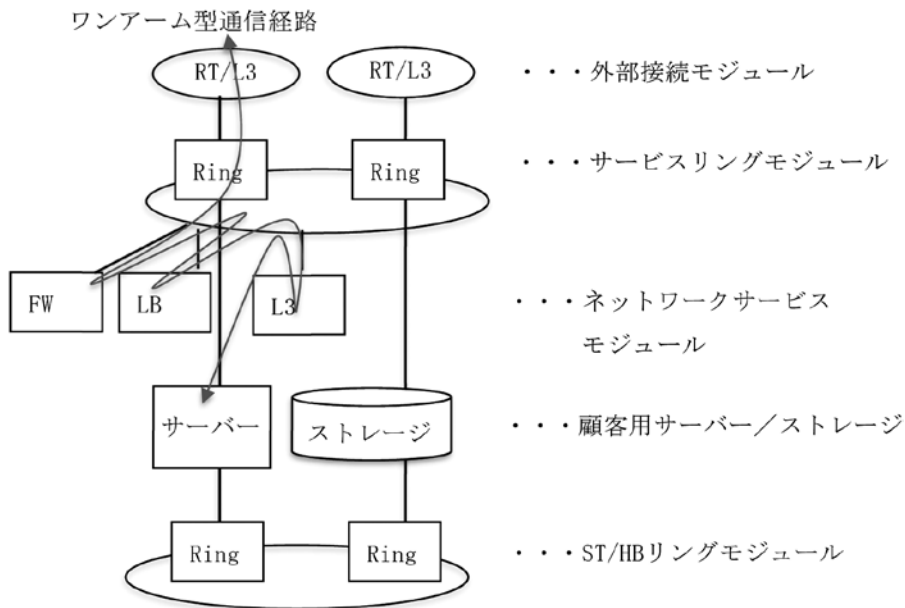 ワンアーム型通信経路
RT/L3
RT/L3
・・・外部接続モジュール
Ring
Ring
・・・サービスリングモジュール
FW
LB
L3
・・・ネットワークサービス
モジュール
サーバー
ストレージ
・・・顧客用サーバー／ストレージ
Ring
Ring
・・・ST/HBリングモジュール